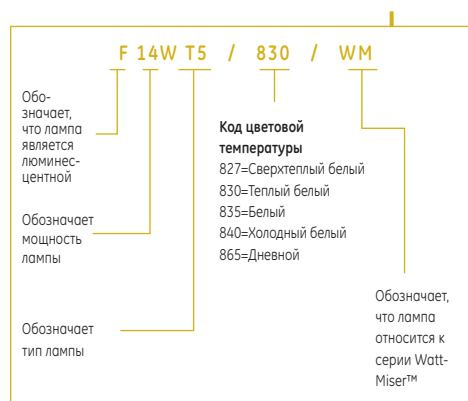 F 14W T5 / 830 / WM
Обо-
значает,
что лампа
является
люминес-
центной
Обозначает
мощность
лампы
Обозначает
тип лампы
Код цветовой
температуры
827=Сверхтеплый белый
830=Теплый белый
835=Белый
840=Холодный белый
865=Дневной
Обозначает,
что лампа
относится к
серии Watt-
Miser™